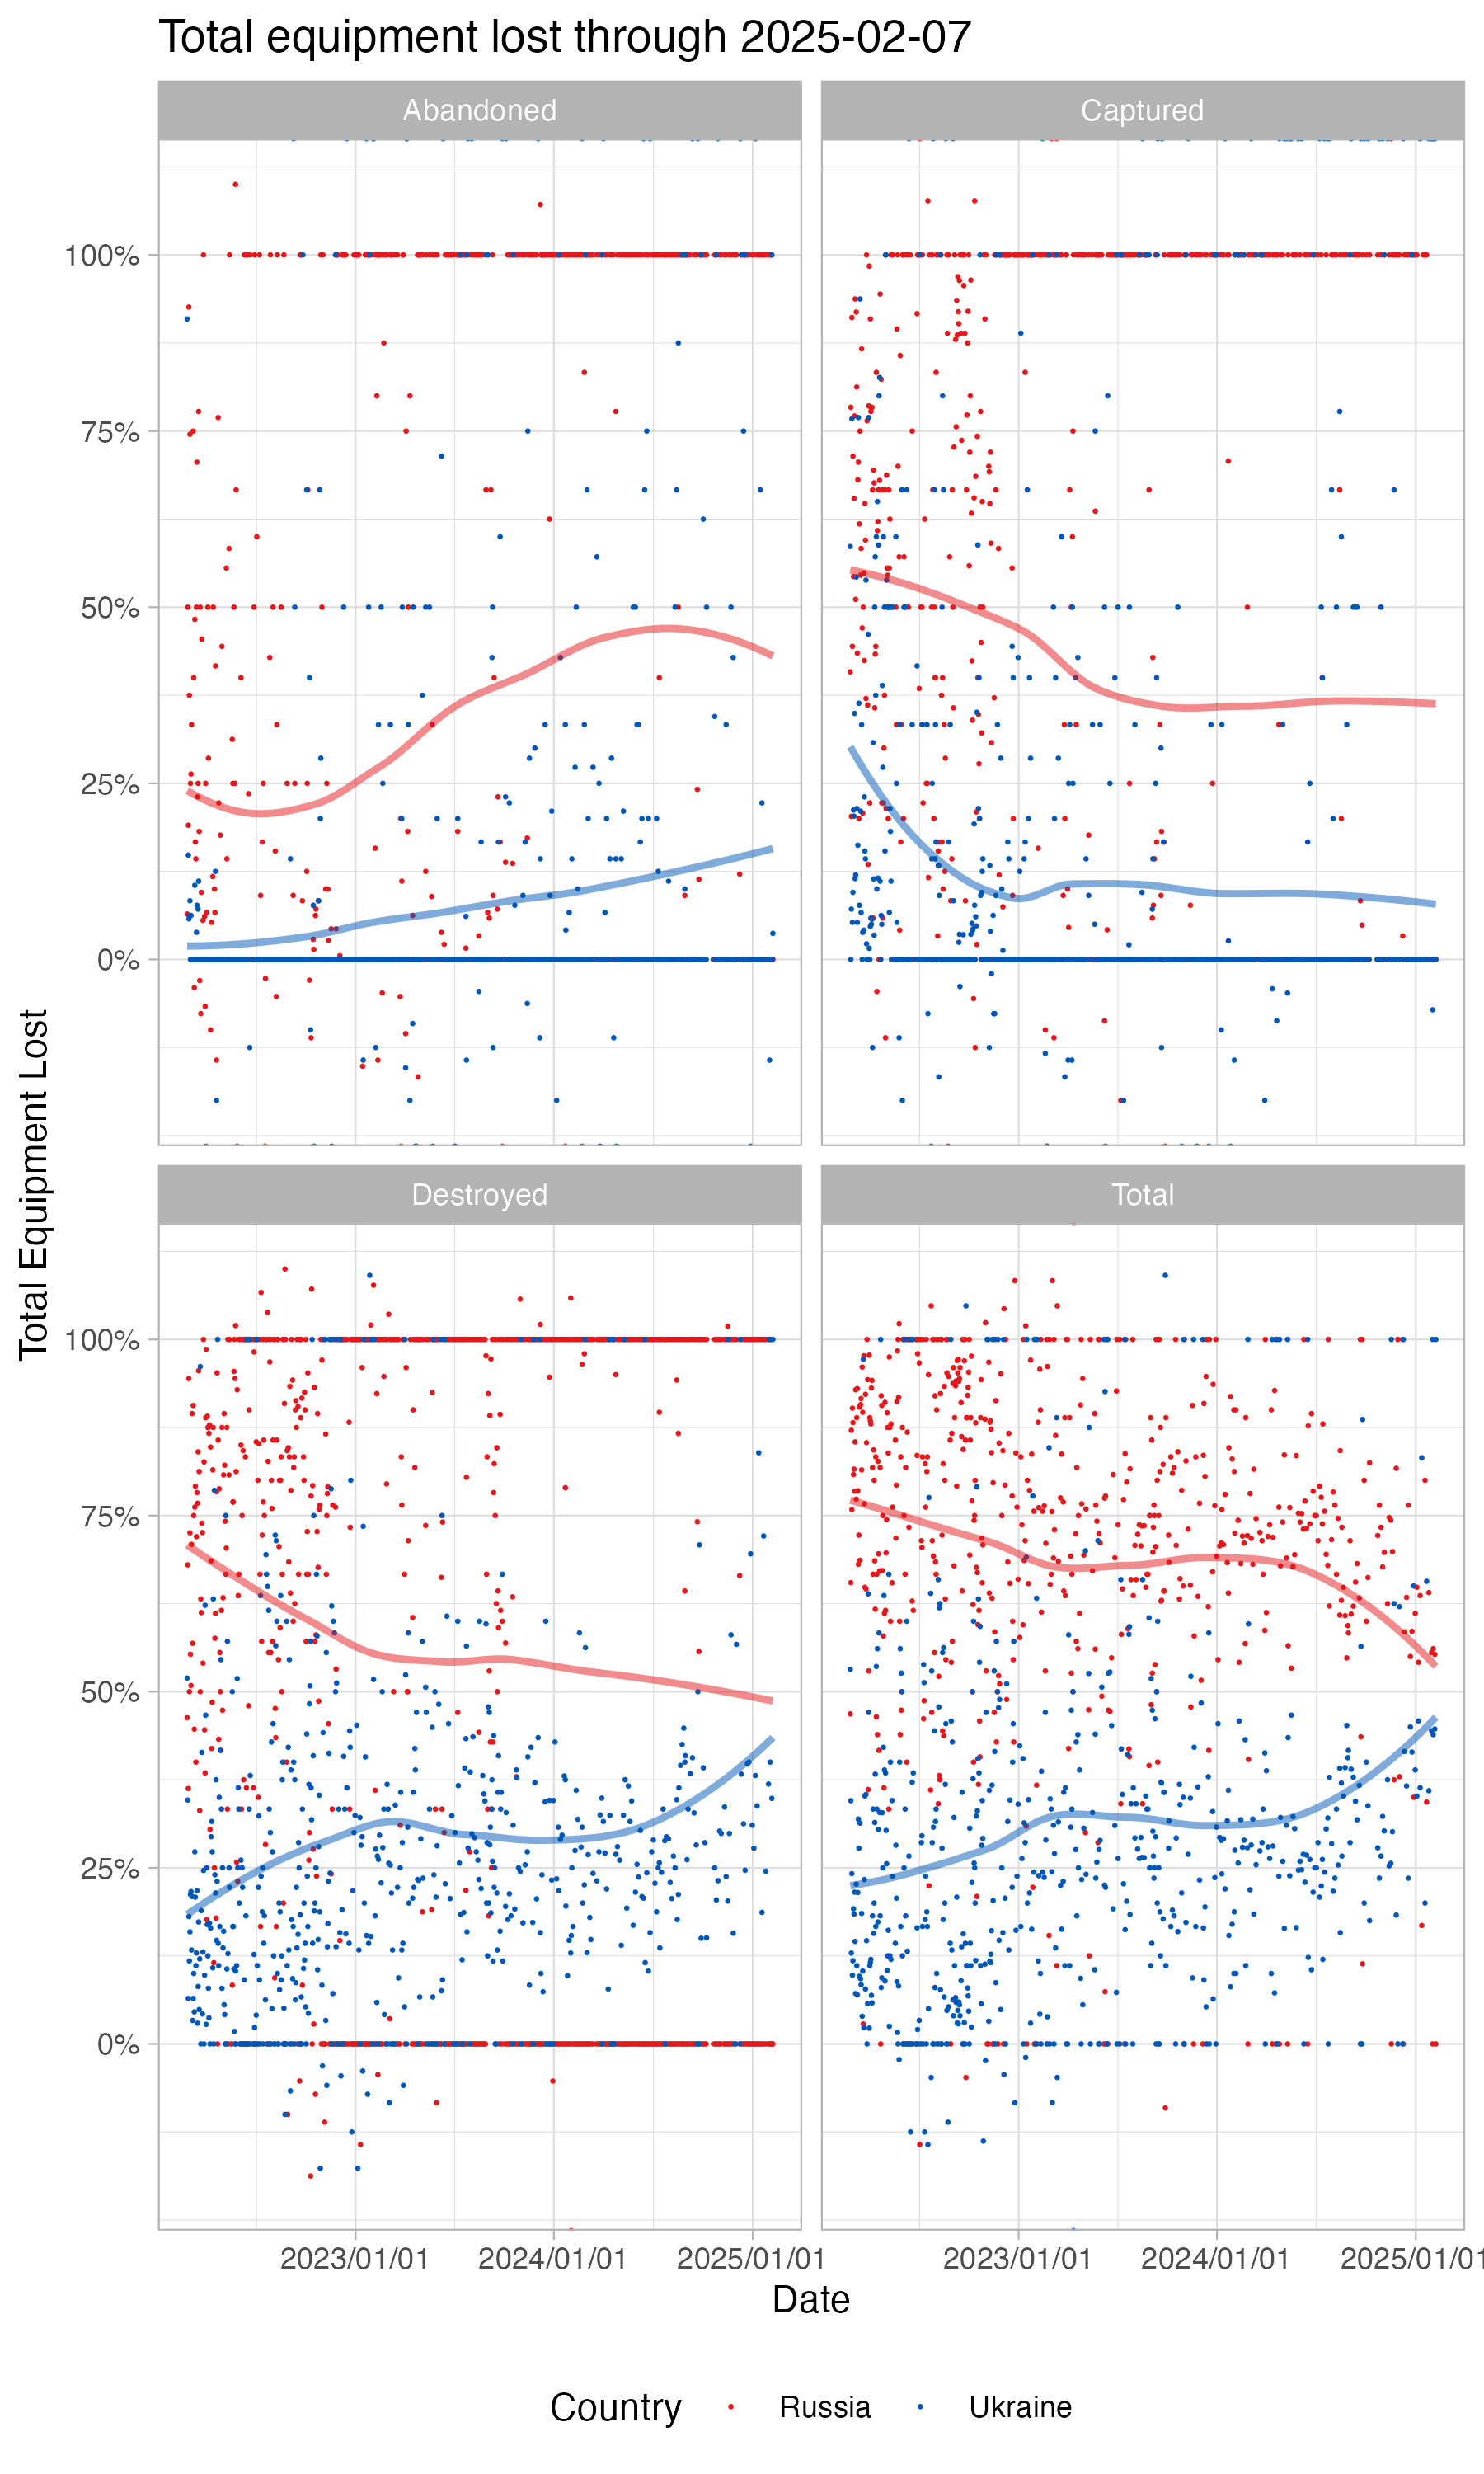 Total equipment lost through 2025-02-07
Abandoned
Captured
100%
75%
50%
25%
0%
Destroyed
Total
100%
75%
50%
25%
0%
Total Equipment Lost
2023/01/01
2024/01/01
2025/01/01
2023/01/01
2024/01/01
2025/01/0
Date
Country
Russia
Ukraine